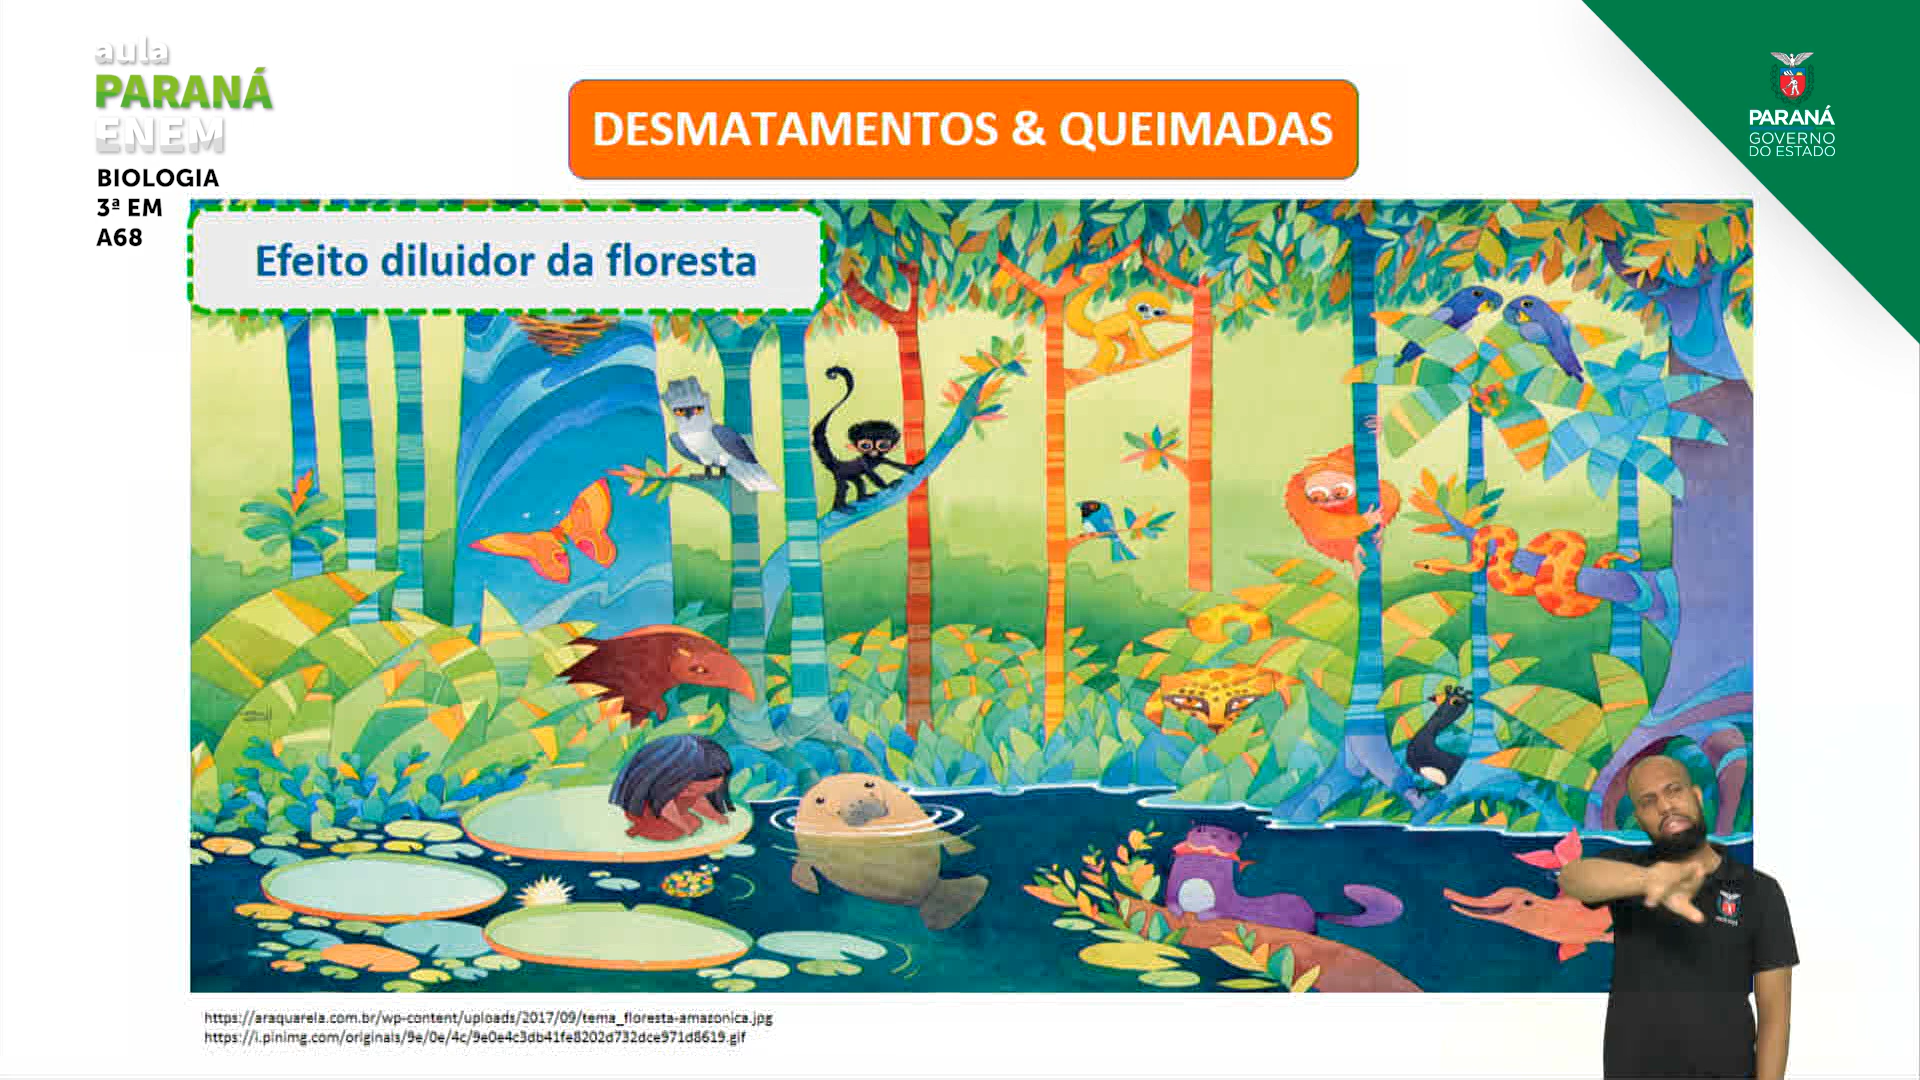 aula
PARANÁ
ENEM
BIOLOGIA
3ª EM
A68
DESMATAMENTOS & QUEIMADAS
PARANÁ
GOVERNO
DO ESTADO
Efeito diluidor da floresta
https://araquarela.com.br/wp-content/uploads/2017/09/tema_floresta-amazonica.jpg
https://i.pinimg.com/originals/9e/0e/4c/9e0e4c3db41fe8202d732dce971d8619.gif